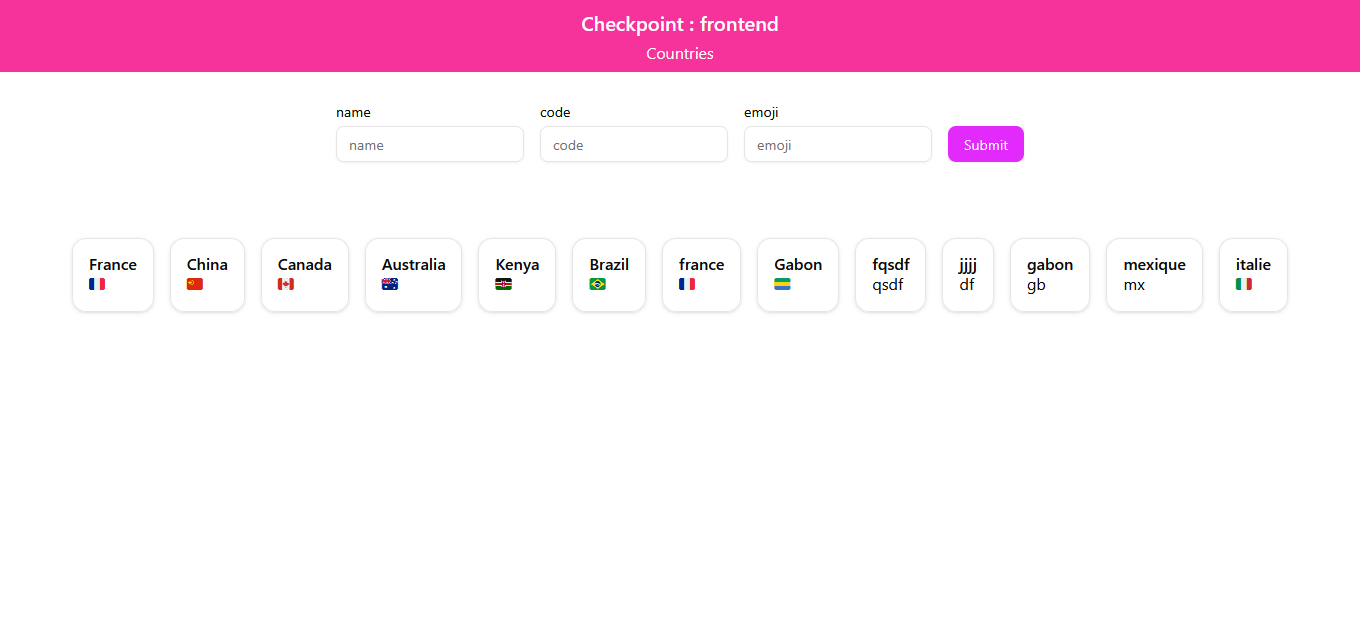 Checkpoint : frontend
Countries
name code emoji
name code emoji Submit
France China Canada Australia Kenya Brazil france Gabon fqsdf jjjj gabon mexique italie
🇫🇷 🇨🇳 🇨🇦 🇦🇺 🇰🇪 🇧🇷 🇫🇷 🇬🇦 qsdf df gb mx 🇮🇹